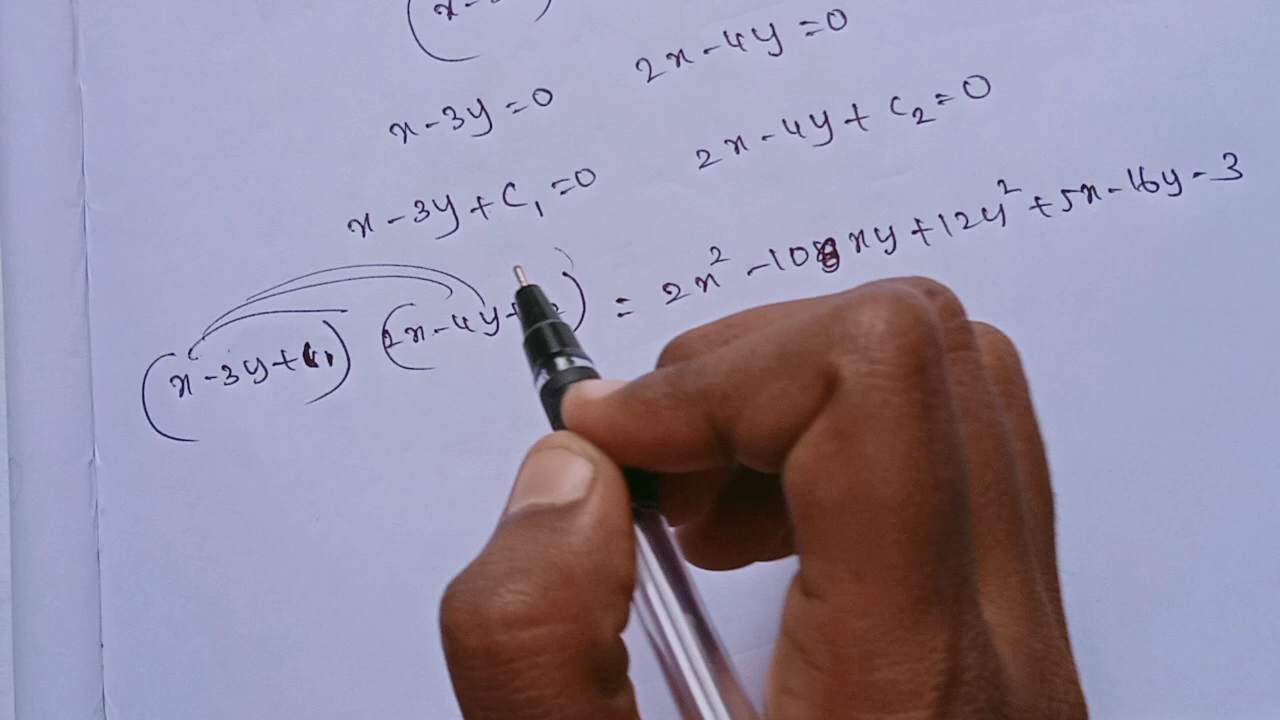 (x-
2x-4y=0
x-3y=0
2x-4y+c₂=0
x-3y+c₁=0
(x-3y+c₁) (2x-4y+ ) = 2x²-10xy+12y²+5x-16y-3